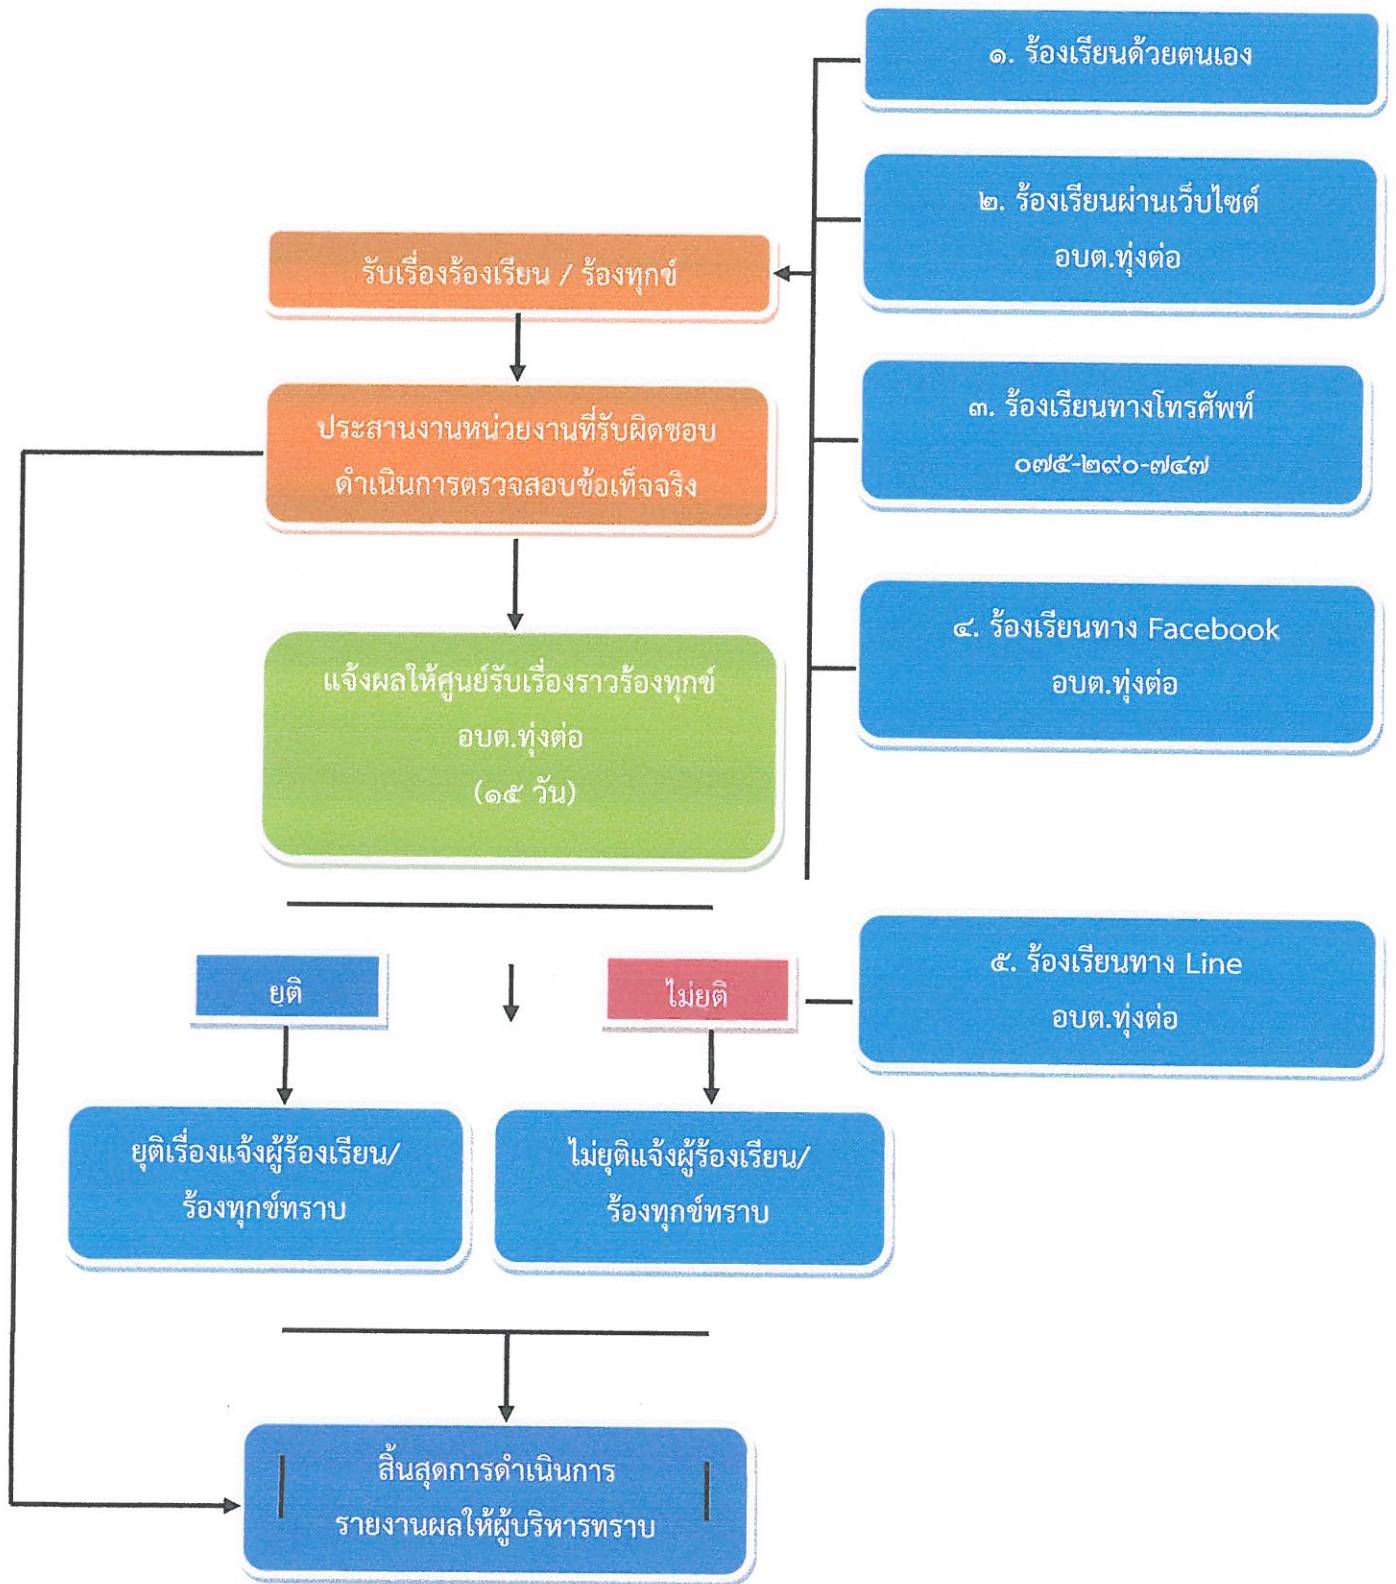 ๑. ร้องเรียนด้วยตนเอง
๒. ร้องเรียนผ่านเว็บไซต์
อบต.ทุ่งต่อ
รับเรื่องร้องเรียน / ร้องทุกข์
๓. ร้องเรียนทางโทรศัพท์
๐๗๕-๒๙๐-๗๔๗
ประสานงานหน่วยงานที่รับผิดชอบ
ดำเนินการตรวจสอบข้อเท็จจริง
๔. ร้องเรียนทาง Facebook
อบต.ทุ่งต่อ
แจ้งผลให้ศูนย์รับเรื่องราวร้องทุกข์
อบต.ทุ่งต่อ
(๑๕ วัน)
๕. ร้องเรียนทาง Line
อบต.ทุ่งต่อ
ยุติ
ไม่ยุติ
ยุติเรื่องแจ้งผู้ร้องเรียน/
ร้องทุกข์ทราบ
ไม่ยุติแจ้งผู้ร้องเรียน/
ร้องทุกข์ทราบ
สิ้นสุดการดำเนินการ
รายงานผลให้ผู้บริหารทราบ